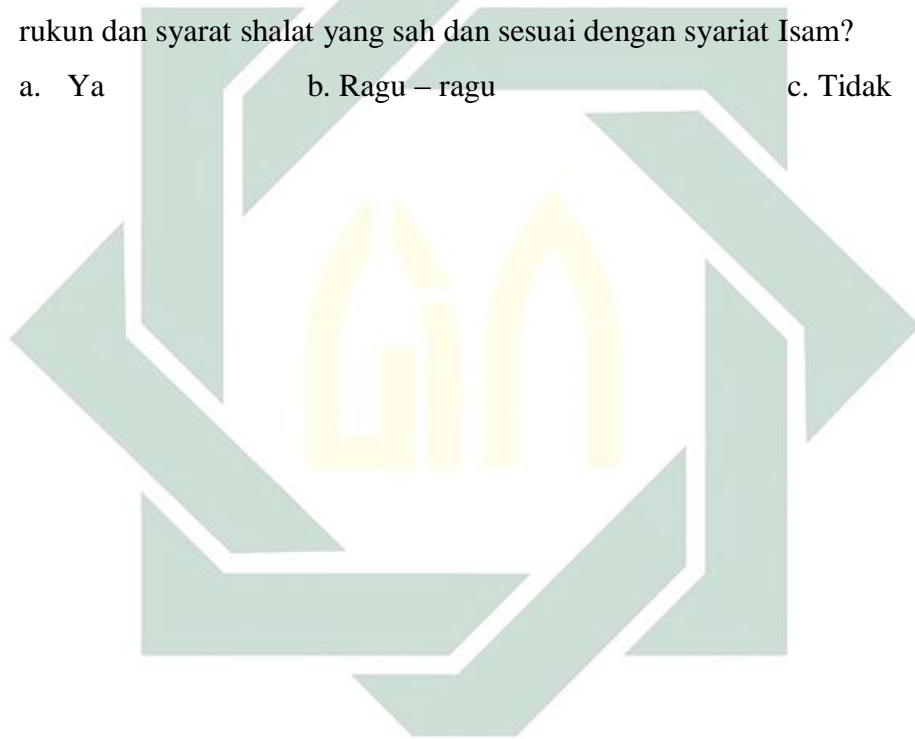 rukun dan syarat shalat yang sah dan sesuai dengan syariat Isam?
a. Ya b. Ragu – ragu c. Tidak